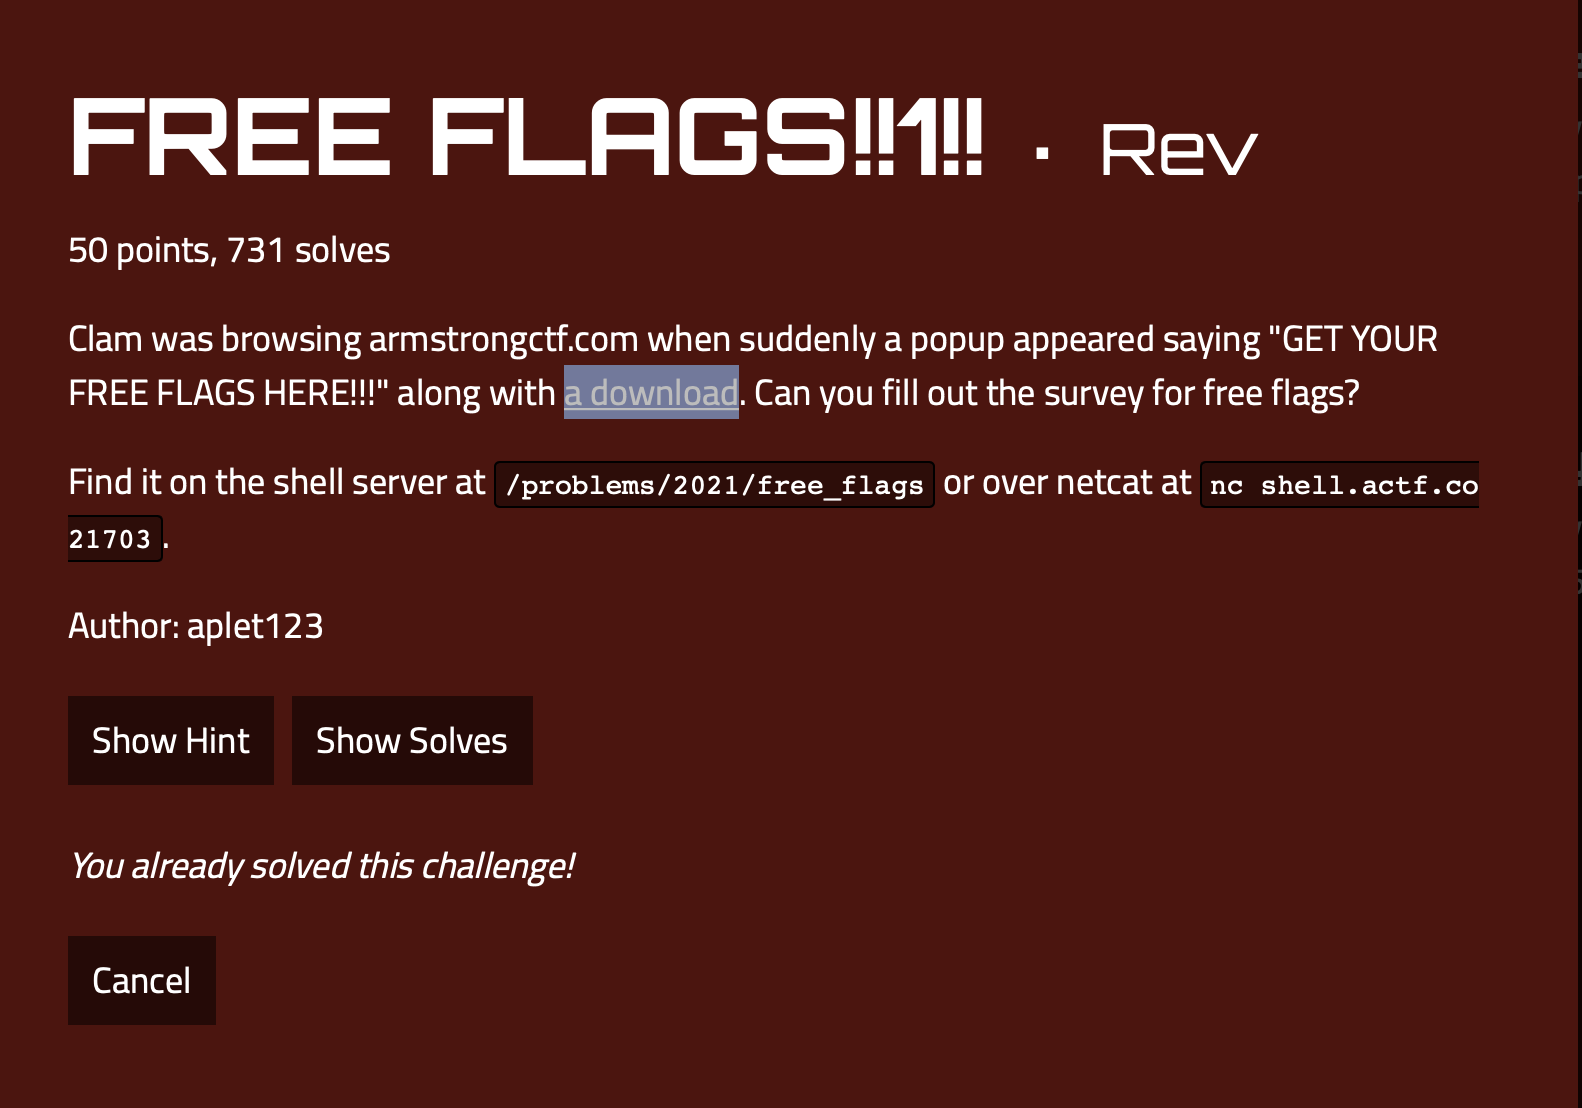 FREE FLAGS!!1!! · Rev
50 points, 731 solves
Clam was browsing armstrongctf.com when suddenly a popup appeared saying "GET YOUR
FREE FLAGS HERE!!!" along with a download. Can you fill out the survey for free flags?
Find it on the shell server at /problems/2021/free_flags or over netcat at nc shell.actf.co
21703.
Author: aplet123
Show Hint Show Solves
You already solved this challenge!
Cancel